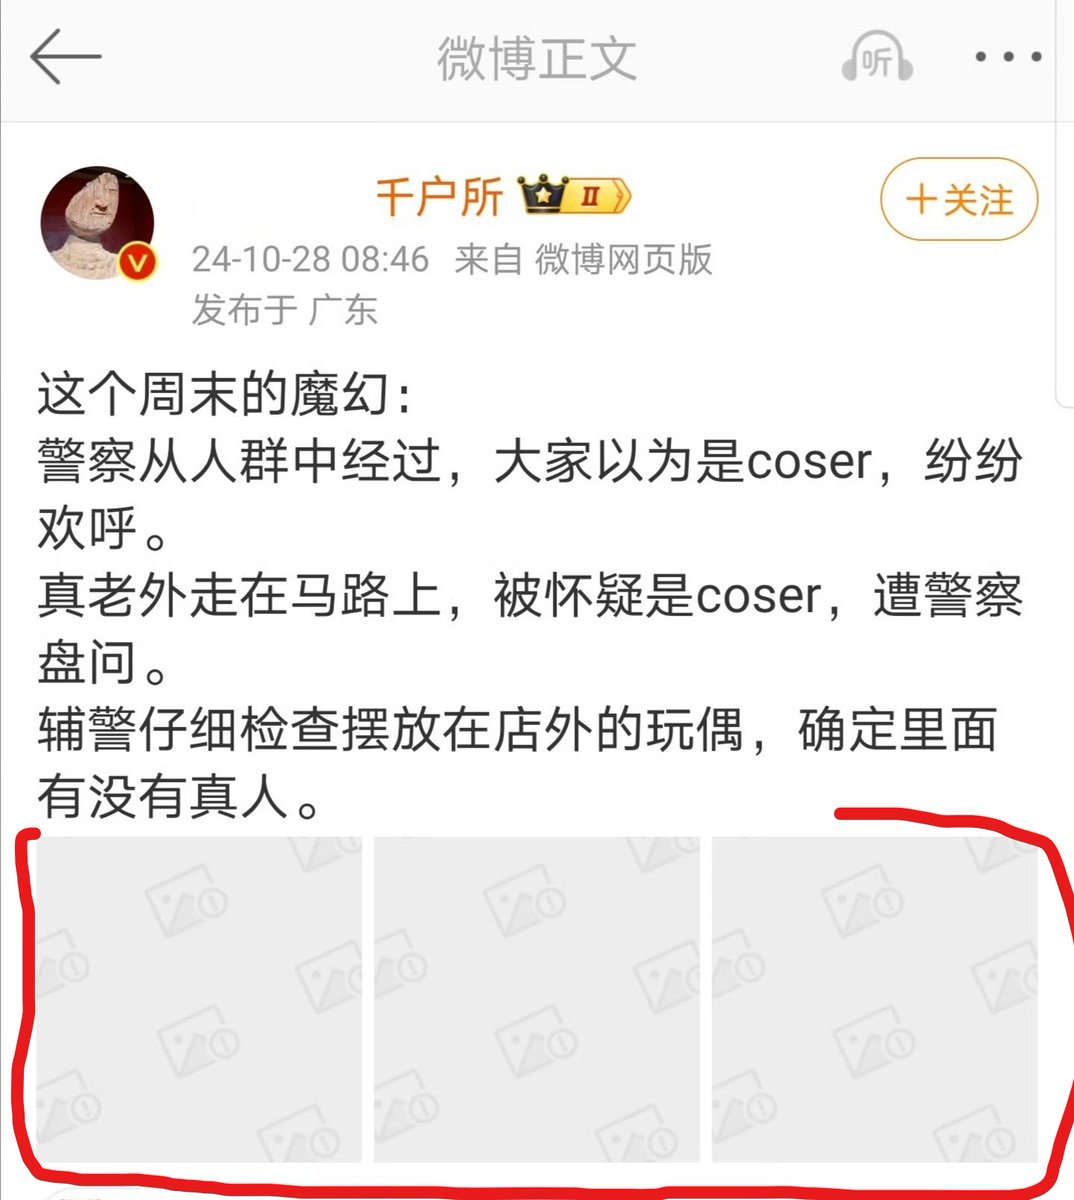 微博正文
听
千户所
II
V
+关注
24-10-28 08:46 来自 微博网页版
发布于 广东
这个周末的魔幻:
警察从人群中经过，大家以为是coser，纷纷
欢呼。
真老外走在马路上，被怀疑是coser，遭警察
盘问。
辅警仔细检查摆放在店外的玩偶，确定里面
有没有真人。